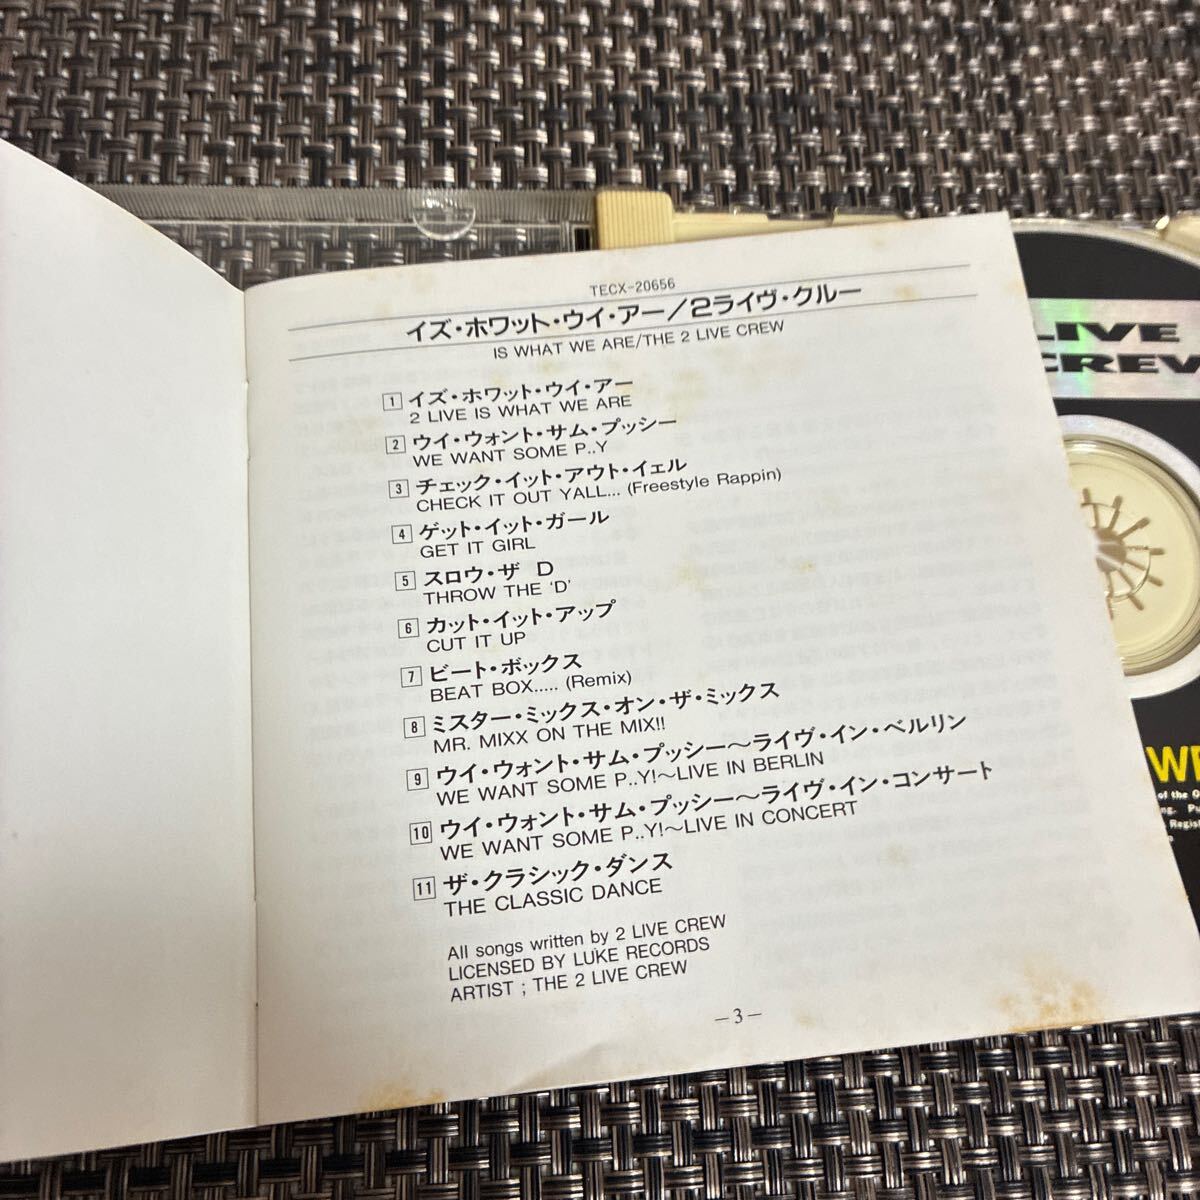 TECX-20656
イズ・ホワット・ウイ・アー/2ライヴ・クルー
IS WHAT WE ARE/THE 2 LIVE CREW
1 イズ・ホワット・ウイ・アー
2 LIVE IS WHAT WE ARE
2 ウイ・ウォント・サム・プッシー
WE WANT SOME P..Y
3 チェック・イット・アウト・イェル
CHECK IT OUT YALL... (Freestyle Rappin)
4 ゲット・イット・ガール
GET IT GIRL
5 スロウ・ザ D
THROW THE 'D'
6 カット・イット・アップ
CUT IT UP
7 ビート・ボックス
BEAT BOX..... (Remix)
8 ミスター・ミックス・オン・ザ・ミックス
MR. MIXX ON THE MIX!!
9 ウイ・ウォント・サム・プッシー〜ライヴ・イン・ベルリン
WE WANT SOME P..Y!〜LIVE IN BERLIN
10 ウイ・ウォント・サム・プッシー〜ライヴ・イン・コンサート
WE WANT SOME P..Y!〜LIVE IN CONCERT
11 ザ・クラシック・ダンス
THE CLASSIC DANCE
All songs written by 2 LIVE CREW
LICENSED BY LUKE RECORDS
ARTIST ; THE 2 LIVE CREW
—3—
LIVE
CREW
of the